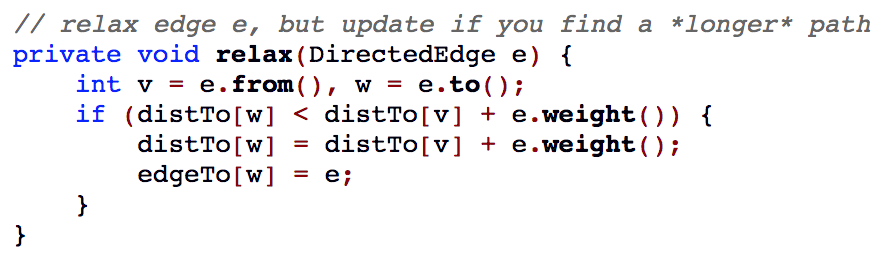 // relax edge e, but update if you find a *longer* path
private void relax(DirectedEdge e) {
    int v = e.from(), w = e.to();
    if (distTo[w] < distTo[v] + e.weight()) {
        distTo[w] = distTo[v] + e.weight();
        edgeTo[w] = e;
    }
}